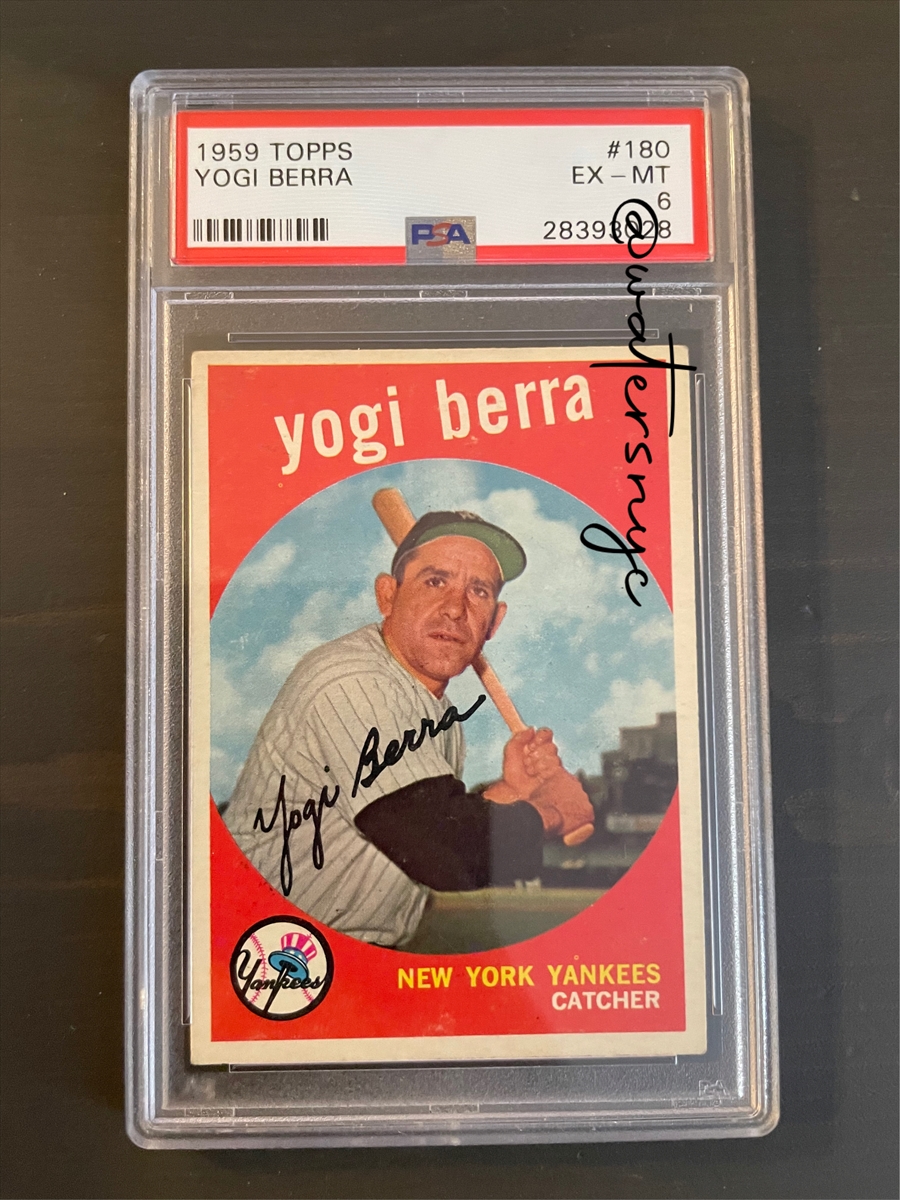 1959 TOPPS #180
YOGI BERRA EX - MT
6
PSA 28393028
@watersnyc
yogi berra
Yogi Berra
Yankees
NEW YORK YANKEES
CATCHER